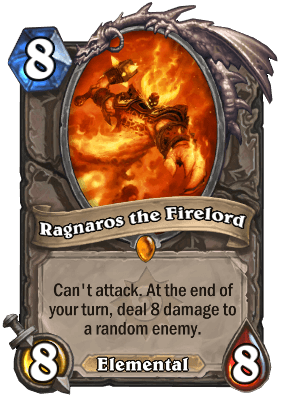 8
Ragnaros the Firelord
Can't attack. At the end of
your turn, deal 8 damage to
a random enemy.
8
Elemental
8